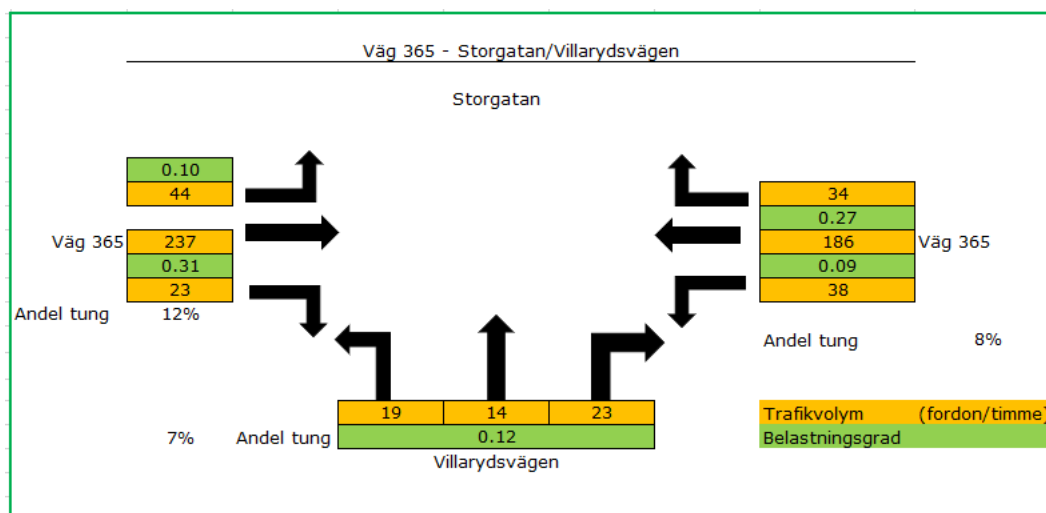 Väg 365 - Storgatan/Villarydsvägen
Storgatan
0.10
44
Väg 365 237
0.31
23
Andel tung 12%
34
0.27
186 Väg 365
0.09
38
Andel tung 8%
19 14 23
7% Andel tung 0.12
Villarydsvägen
Trafikvolym (fordon/timme)
Belastningsgrad